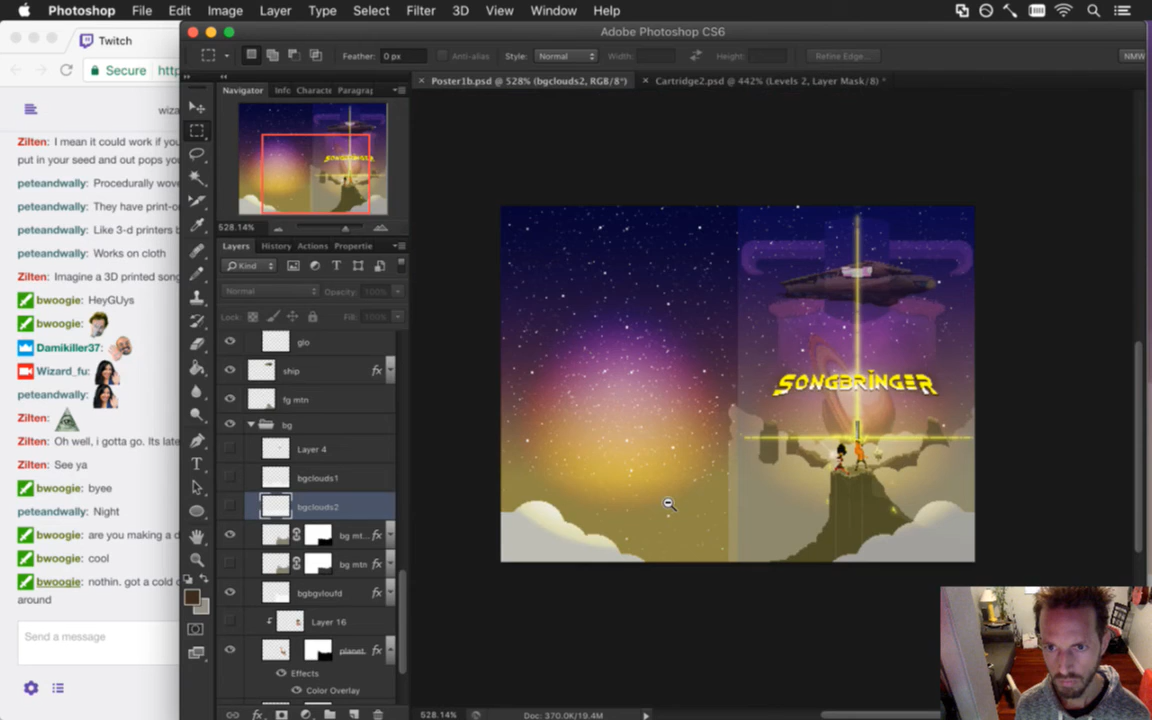 Photoshop File Edit Image Layer Type Select Filter 3D View Window Help
Twitch
Adobe Photoshop CS6
Feather: 0 px Anti-alias Style: Normal Width: Height: Refine Edge...
Secure
Poster1b.psd @ 528% (bgclouds2, RGB/8*) Cartridge2.psd @ 442% (Levels 2, Layer Mask/8) *
Navigator Info Characte Paragra
wiza
Zilten: I mean it could work if you
put in your seed and out pops you
peteandwally: Procedurally wove
peteandwally: They have print-o
peteandwally: Like 3-d printers b
peteandwally: Works on cloth
Zilten: Imagine a 3D printed song
bwoogie: HeyGUys
bwoogie:
Damikiller37:
Wizard_fu:
peteandwally:
Zilten:
Zilten: Oh well, i gotta go. Its late
Zilten: See ya
bwoogie: byee
peteandwally: Night
bwoogie: are you making a d
bwoogie: cool
bwoogie: nothin. got a cold
around
Send a message
528.14%
Layers History Actions Propertie
Kind
Normal Opacity: 100%
Lock: Fill: 100%
glo
ship fx
fg mtn
bg
Layer 4
bgclouds1
bgclouds2
bg mt... fx
bg mtn fx
bgbgvloufd fx
Layer 16
planet fx
Effects
Color Overlay
SONGBRINGER
528.14% Doc: 370.0K/19.4M